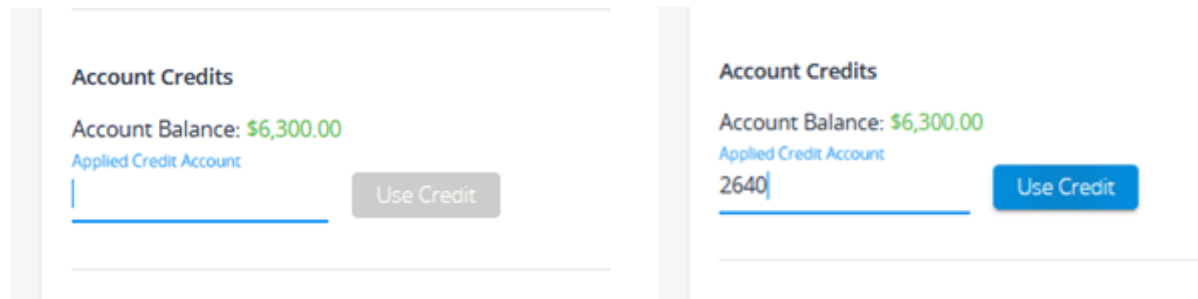 Account Credits
Account Balance: $6,300.00
Applied Credit Account
Use Credit
Account Credits
Account Balance: $6,300.00
Applied Credit Account
2640
Use Credit